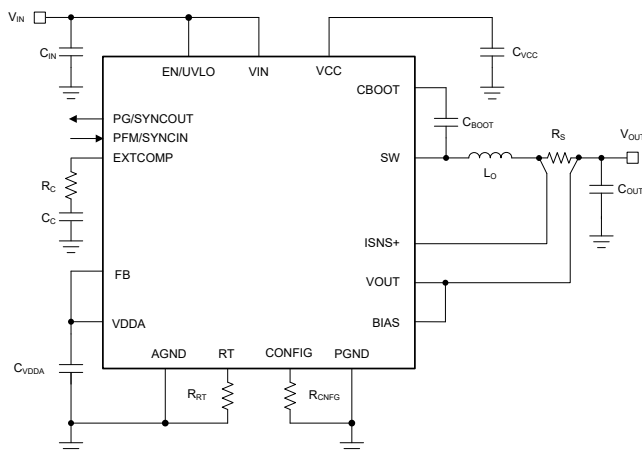 VIN
CIN
CVCC
EN/UVLO VIN VCC
CBOOT
PG/SYNCOUT
PFM/SYNCIN
EXTCOMP
CBOOT
RS
VOUT
SW
LO
COUT
RC
CC
ISNS+
FB
VOUT
VDDA
BIAS
CVDDA
AGND RT CONFIG PGND
RRT
RCNFG